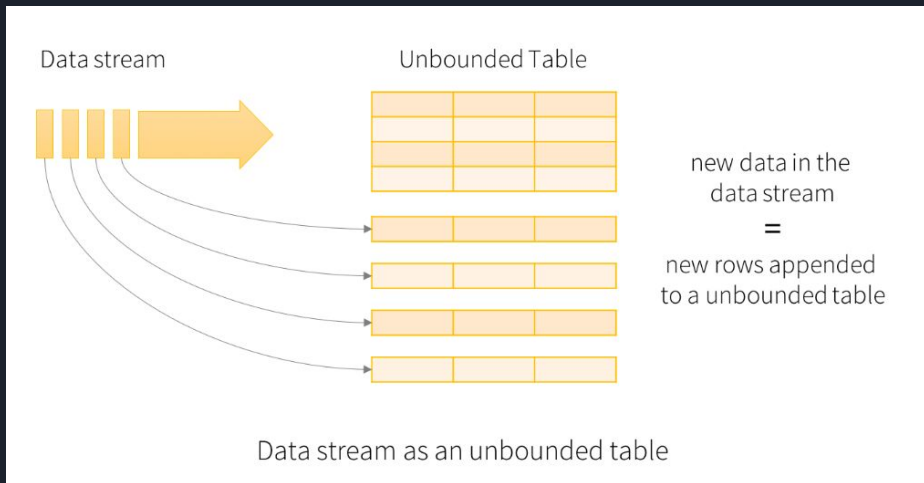 Data stream
Unbounded Table
new data in the
data stream
=
new rows appended
to a unbounded table
Data stream as an unbounded table